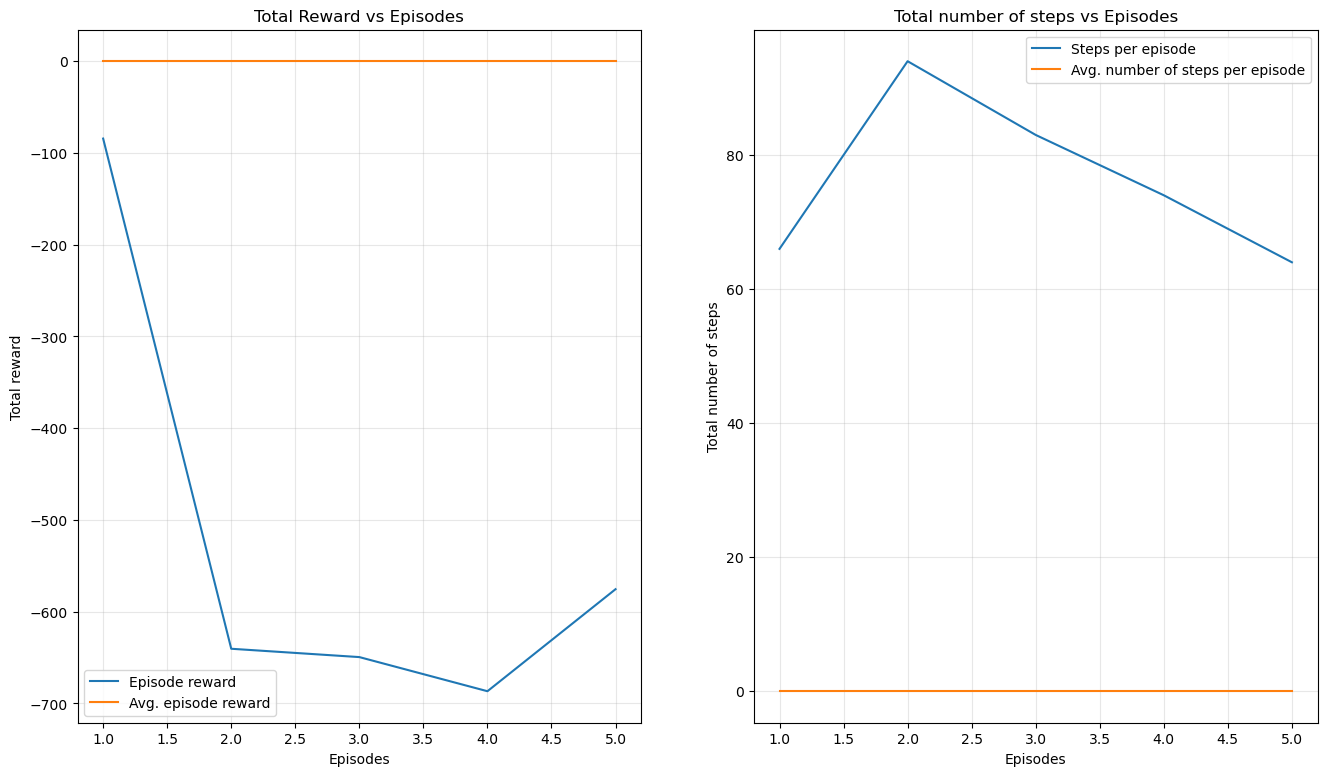 Total Reward vs Episodes
0
−100
−200
−300
−400
−500
−600
−700
Total reward
Episode reward
Avg. episode reward
1.0 1.5 2.0 2.5 3.0 3.5 4.0 4.5 5.0
Episodes
Total number of steps vs Episodes
Steps per episode
Avg. number of steps per episode
80
60
40
20
0
Total number of steps
1.0 1.5 2.0 2.5 3.0 3.5 4.0 4.5 5.0
Episodes